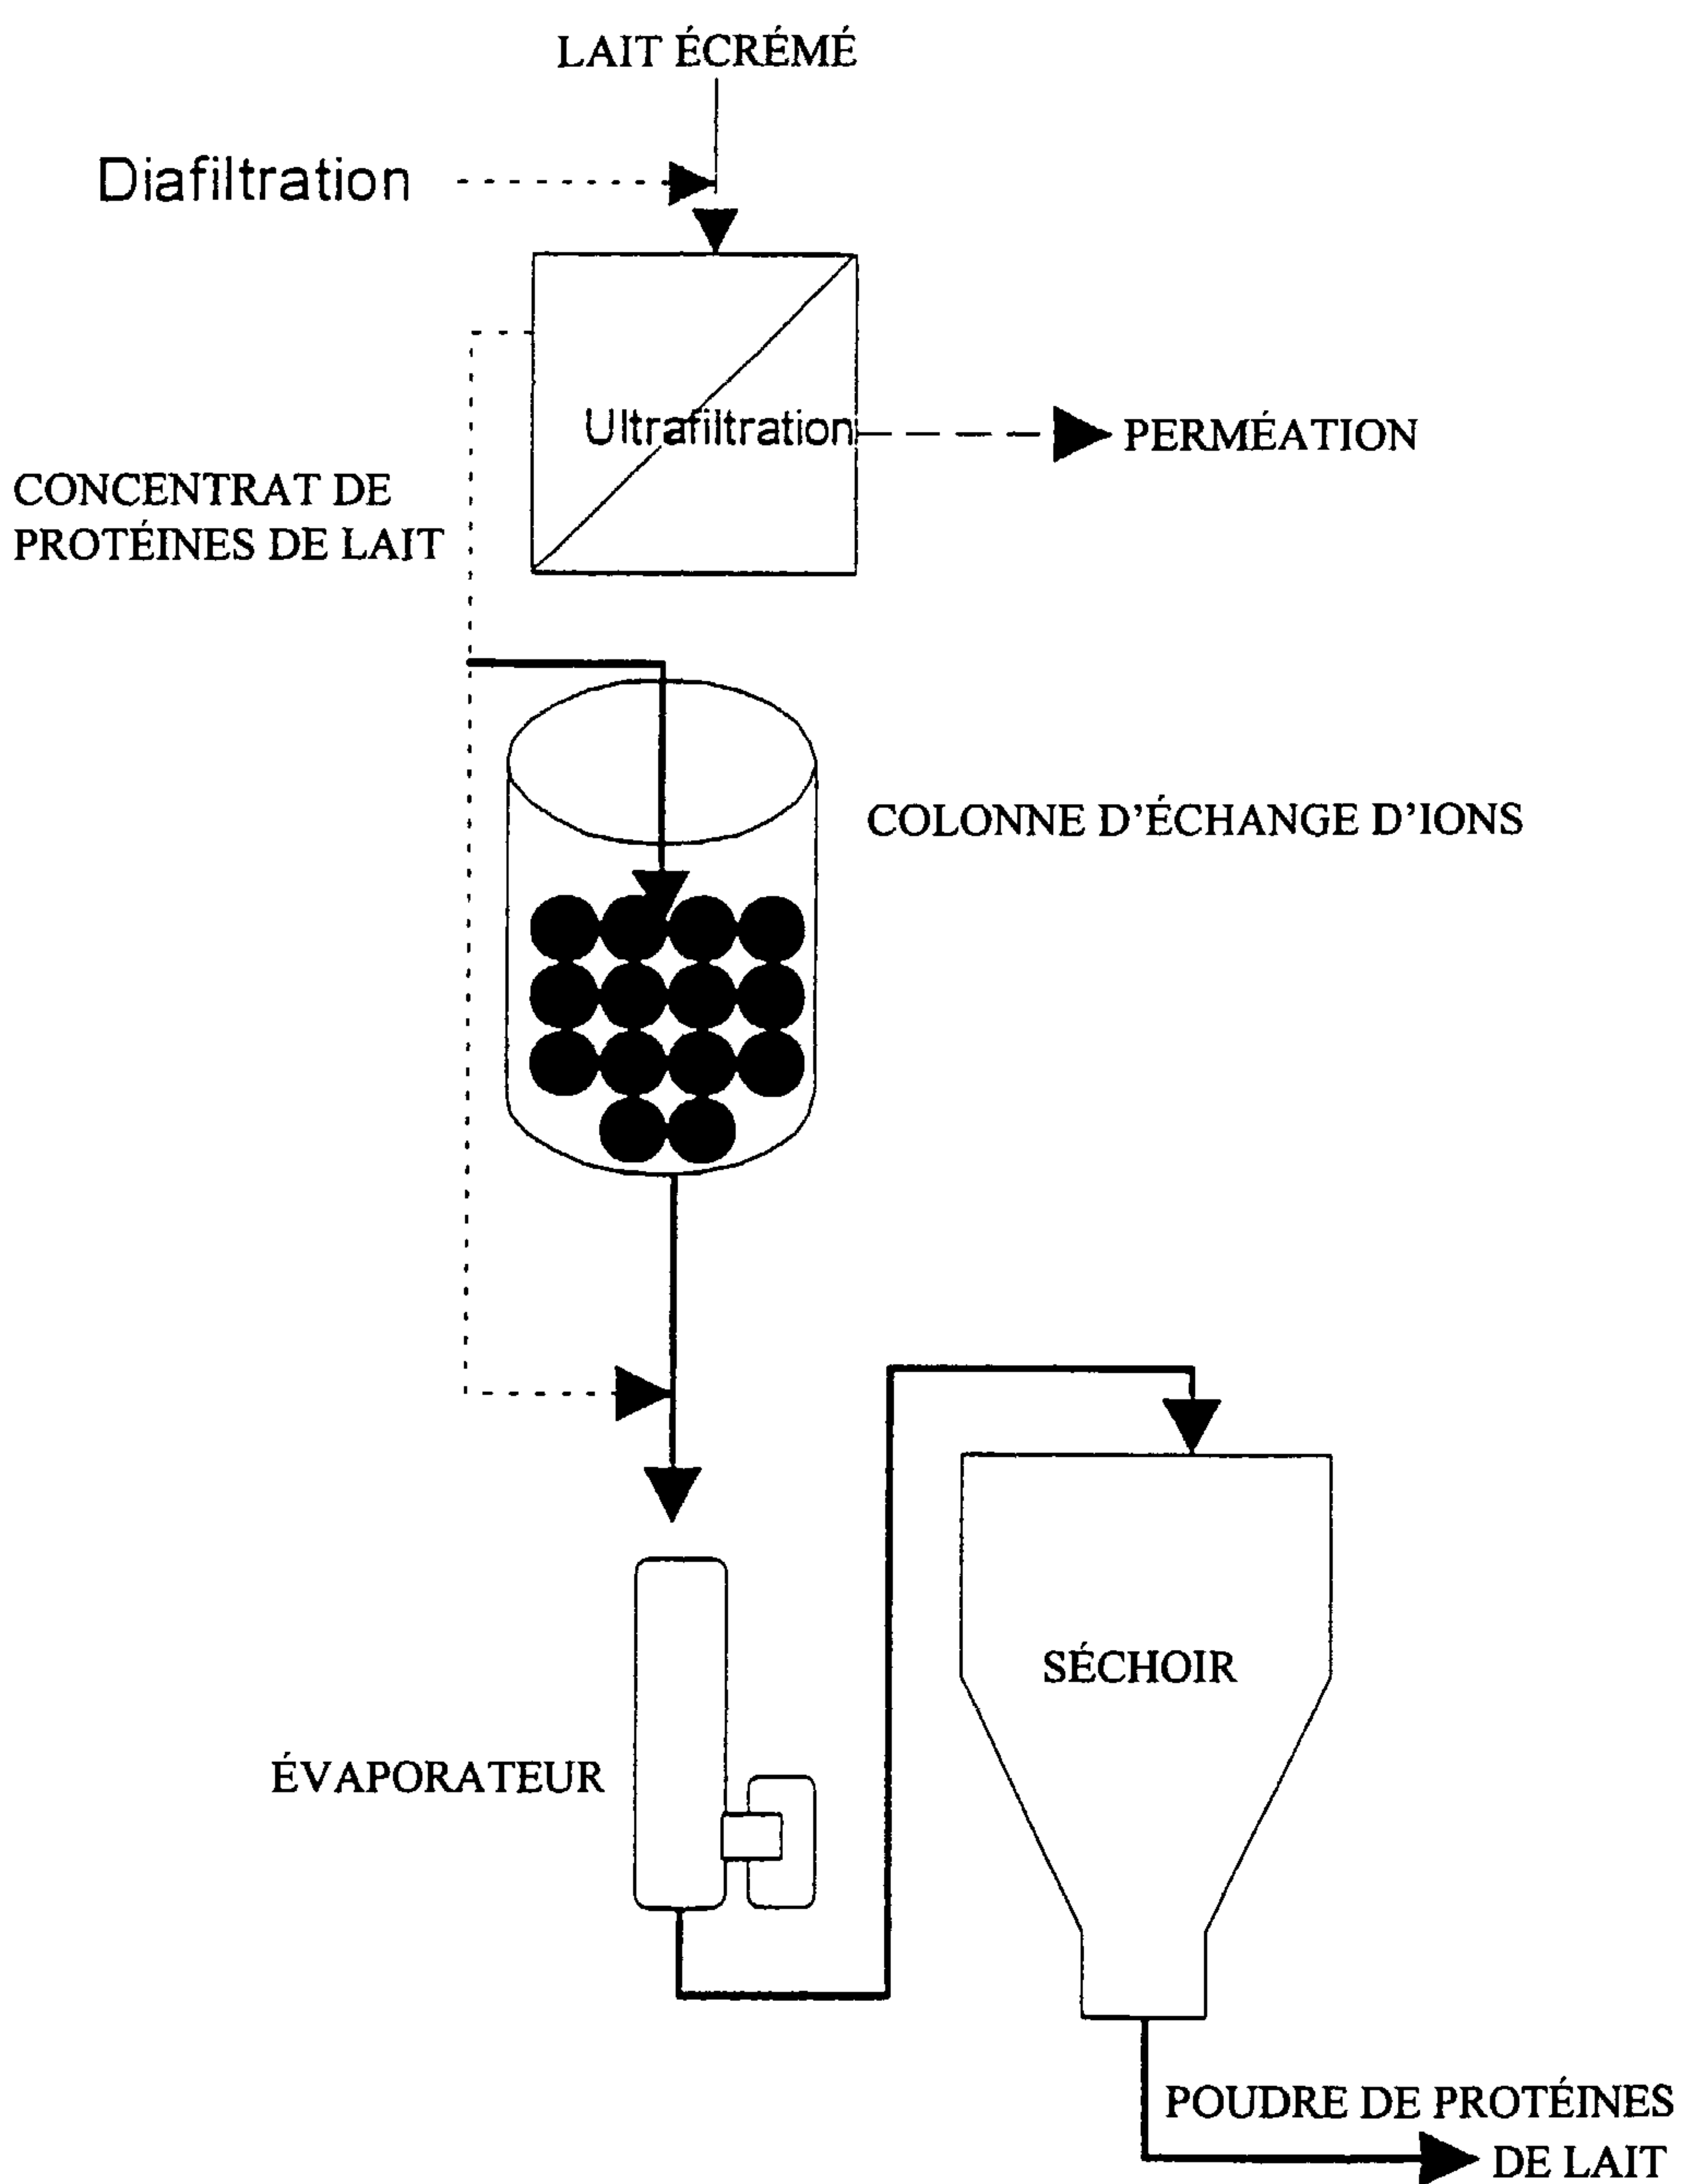 LAIT ÉCRÉMÉ
Diafiltration
Ultrafiltration
PERMÉATION
CONCENTRAT DE
PROTÉINES DE LAIT
COLONNE D'ÉCHANGE D'IONS
SÉCHOIR
ÉVAPORATEUR
POUDRE DE PROTÉINES
DE LAIT